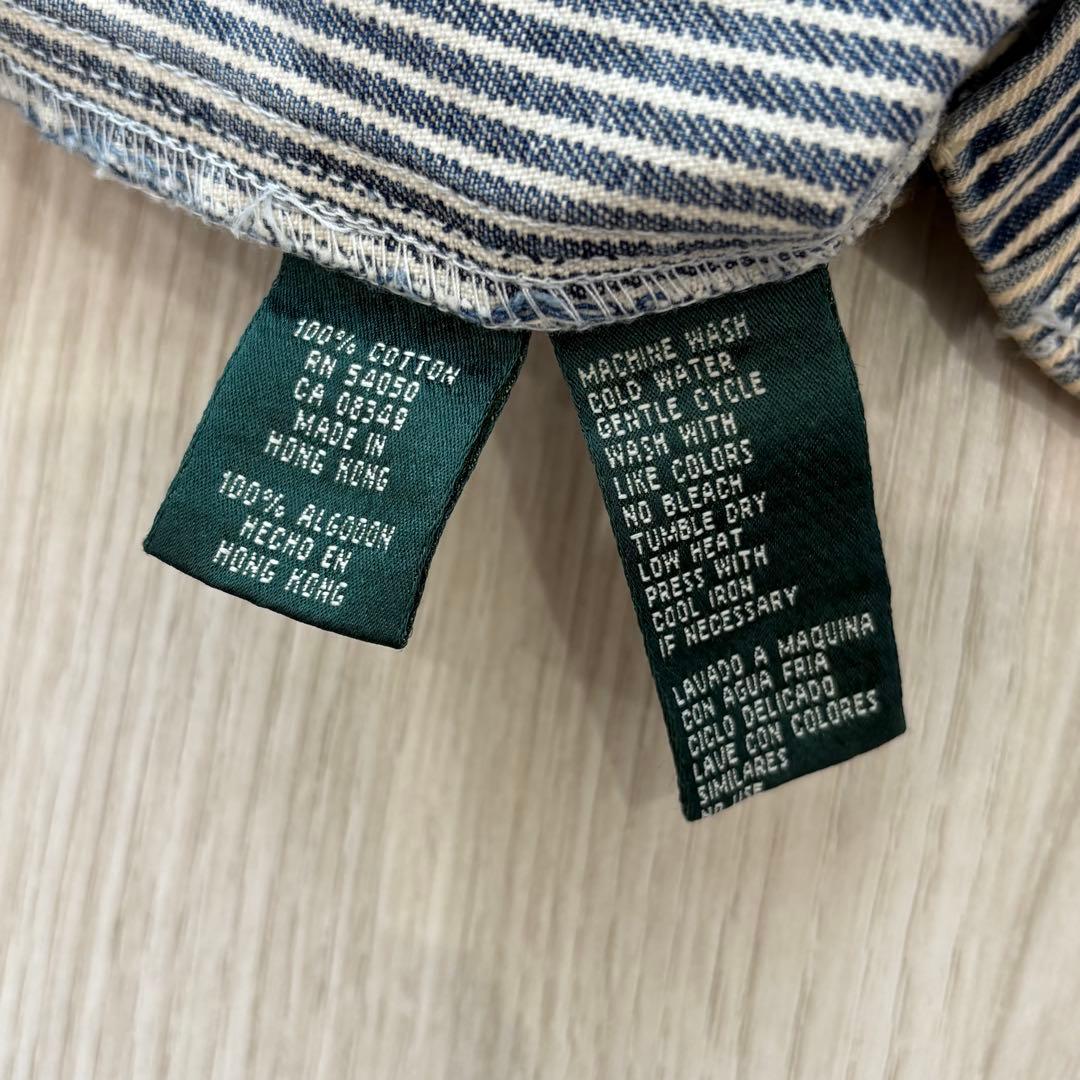 100% COTTON
RN 54050
CA 08349
MADE IN
HONG KONG
100% ALGODON
HECHO EN
HONG KONG
MACHINE WASH
COLD WATER
GENTLE CYCLE
WASH WITH
LIKE COLORS
NO BLEACH
TUMBLE DRY
LOW HEAT
PRESS WITH
COOL IRON
IF NECESSARY
LAVADO A MAQUINA
CON AGUA FRIA
CICLO DELICADO
LAVE CON COLORES
SIMILARES
NO USE